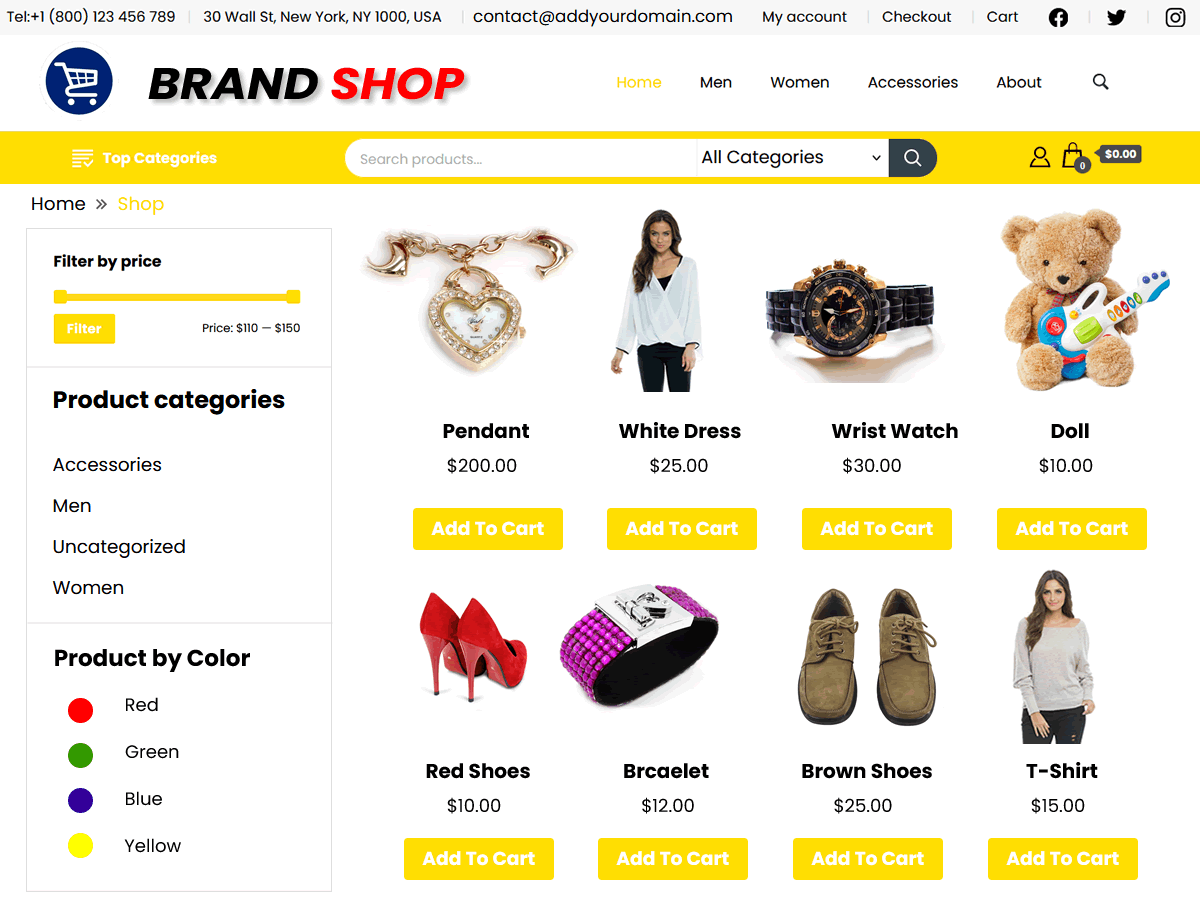 Tel:+1 (800) 123 456 789 30 Wall St, New York, NY 1000, USA contact@addyourdomain.com My account Checkout Cart
BRAND SHOP Home Men Women Accessories About
Top Categories Search products... All Categories $0.00
0
Home » Shop
Filter by price
Filter Price: $110 — $150
Product categories
Accessories
Men
Uncategorized
Women
Product by Color
Red
Green
Blue
Yellow
Pendant White Dress Wrist Watch Doll
$200.00 $25.00 $30.00 $10.00
Add To Cart Add To Cart Add To Cart Add To Cart
Red Shoes Brcaelet Brown Shoes T-Shirt
$10.00 $12.00 $25.00 $15.00
Add To Cart Add To Cart Add To Cart Add To Cart